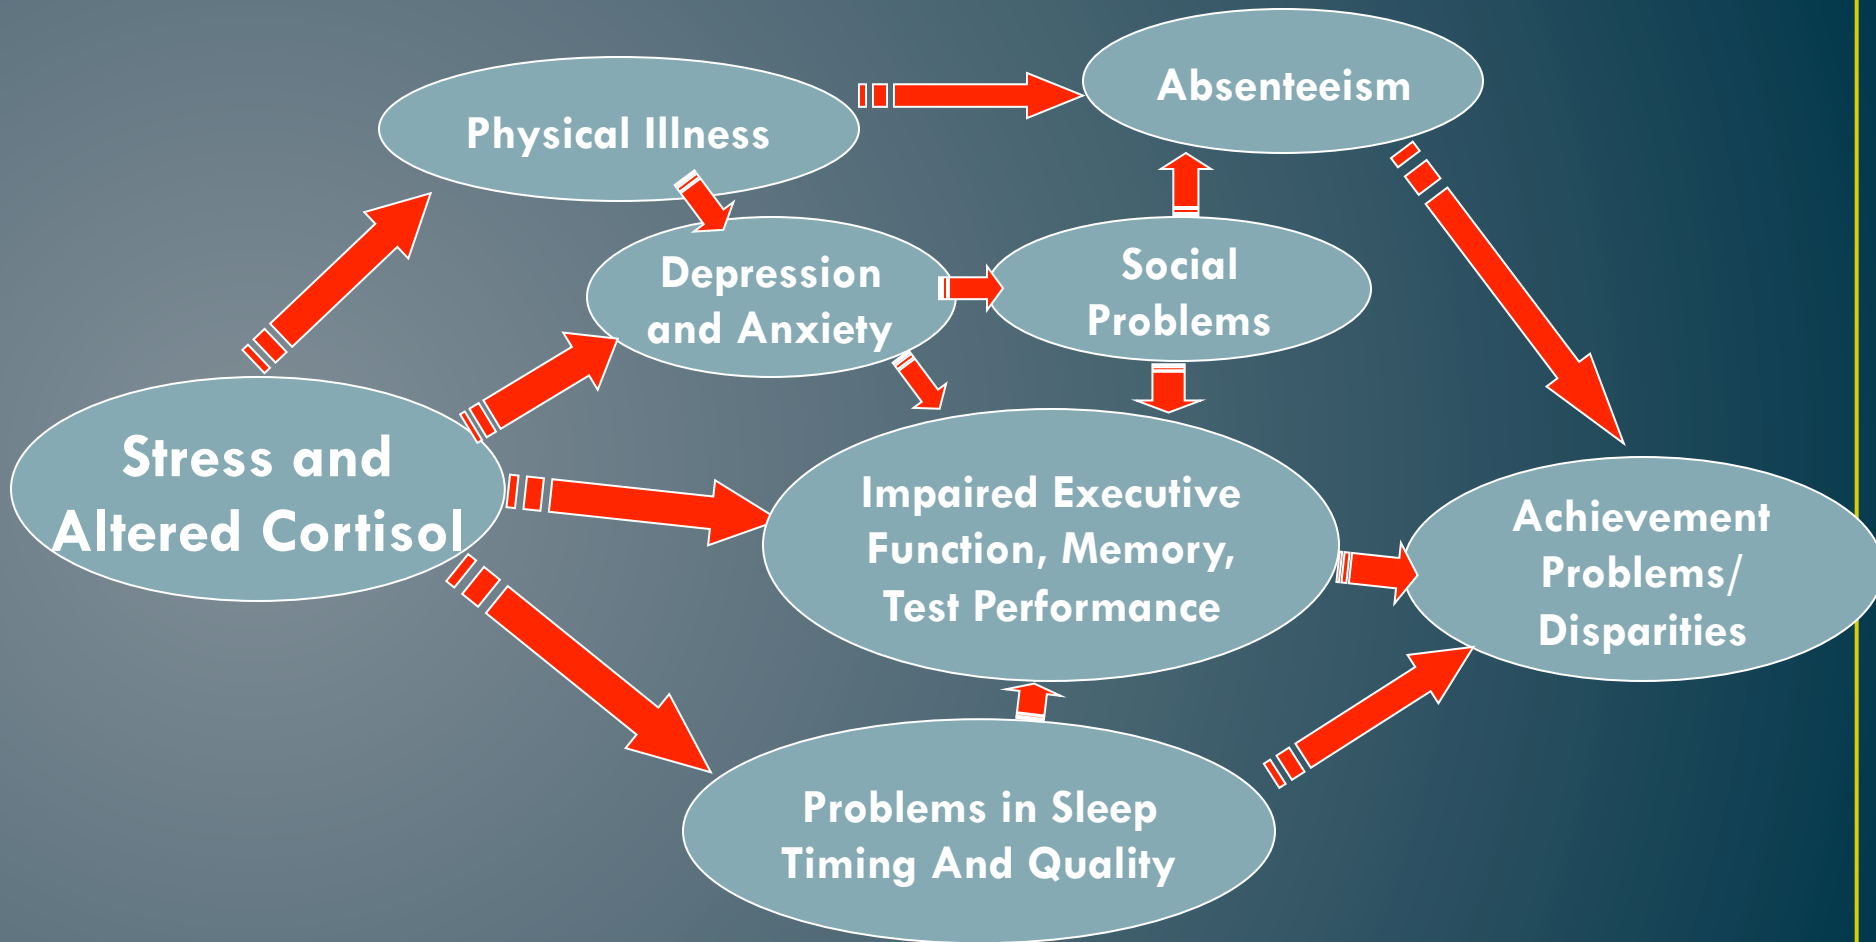 Physical Illness
Absenteeism
Depression
and Anxiety
Social
Problems
Stress and
Altered Cortisol
Impaired Executive
Function, Memory,
Test Performance
Achievement
Problems/
Disparities
Problems in Sleep
Timing And Quality